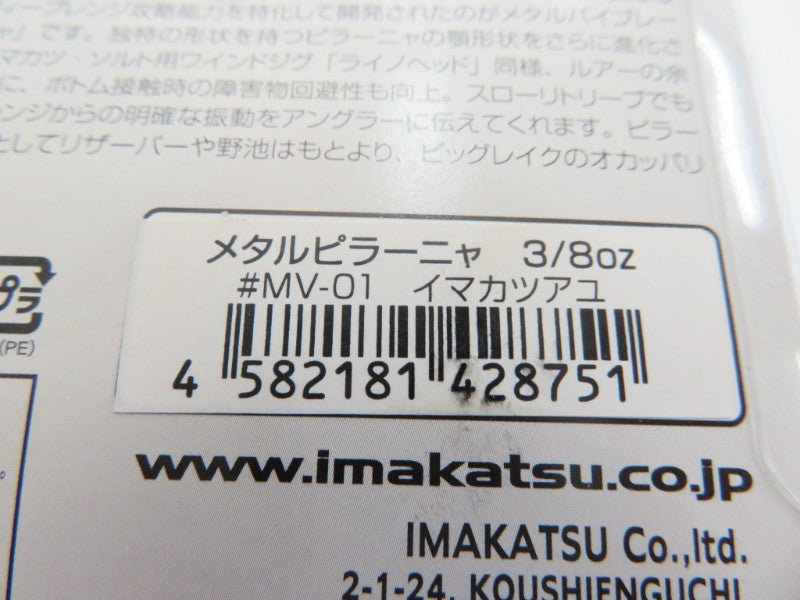 ープレンジ攻略能力を特化して開発されたのがメタルバイブレー
ャ」です。独特の形状を持つピラーニャの顎形状をさらに進化さ
マカツ・ソルト用ウインドジグ「ライノヘッド」同様、ルアーの余
に、ボトム接触時の障害物回避性も向上。スローリトリーブでも
ンジからの明確な振動をアングラーに伝えてくれます。ピラー
としてリザーバーや野池はもとより、ビッグレイクのオカッパリ
メタルピラーニャ 3/8oz
#MV-01 イマカツアユ
4 582181 428751
プラ
(PE)
www.imakatsu.co.jp
IMAKATSU Co.,ltd.
2-1-24, KOUSHIENGUCHI